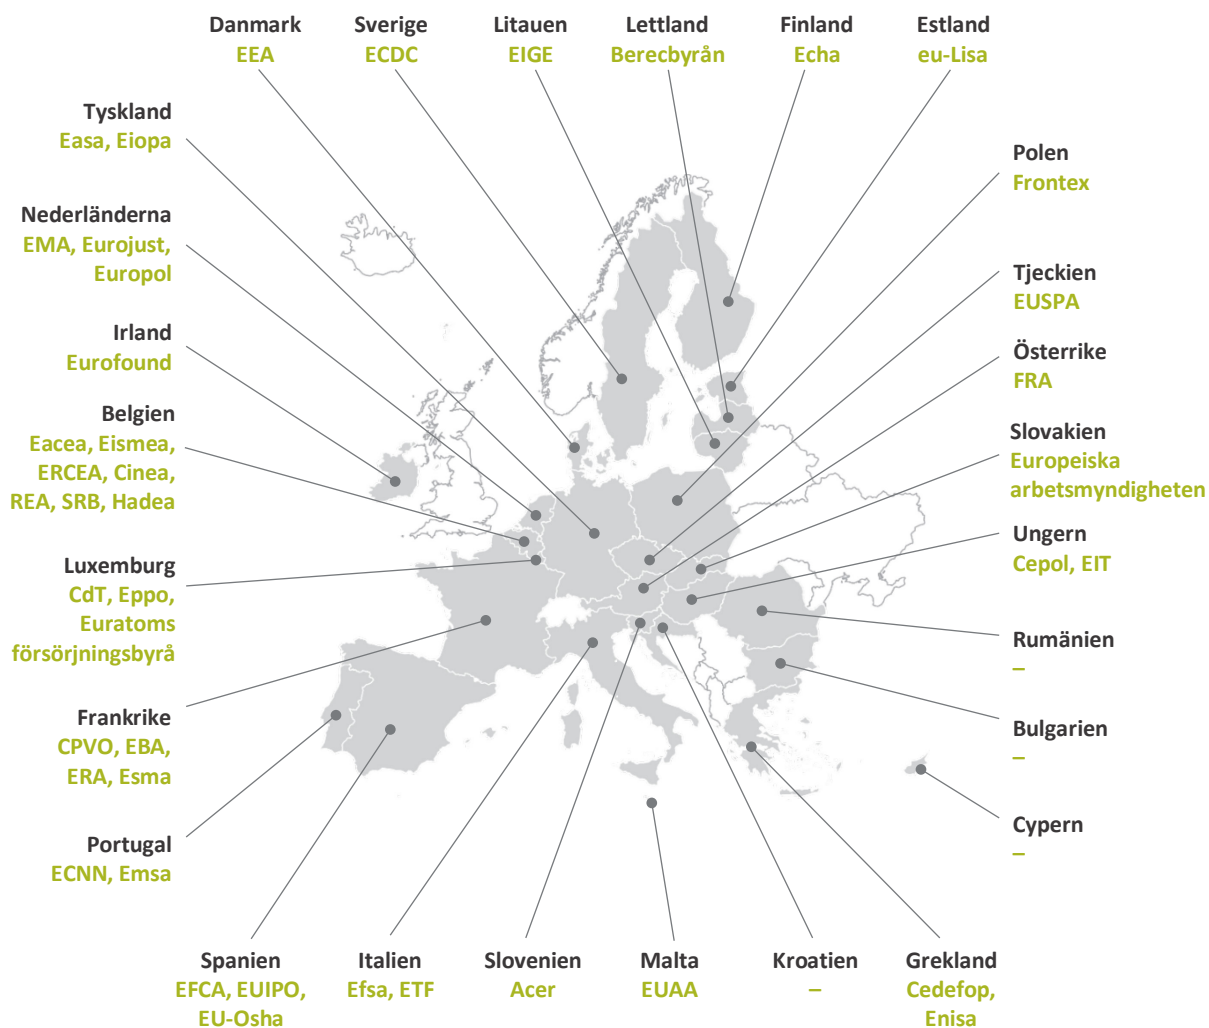 Danmark
EEA
Sverige
ECDC
Litauen
EIGE
Lettland
Berecbyrån
Finland
Echa
Estland
eu-Lisa
Tyskland
Easa, Eiopa
Nederländerna
EMA, Eurojust,
Europol
Irland
Eurofound
Belgien
Eacea, Eismea,
ERCEA, Cinea,
REA, SRB, Hadea
Luxemburg
CdT, Eppo,
Euratoms
försörjningsbyrå
Frankrike
CPVO, EBA,
ERA, Esma
Portugal
ECNN, Emsa
Polen
Frontex
Tjeckien
EUSPA
Österrike
FRA
Slovakien
Europeiska
arbetsmyndigheten
Ungern
Cepol, EIT
Rumänien
–
Bulgarien
–
Cypern
–
Spanien
EFCA, EUIPO,
EU-Osha
Italien
Efsa, ETF
Slovenien
Acer
Malta
EUAA
Kroatien
–
Grekland
Cedefop,
Enisa